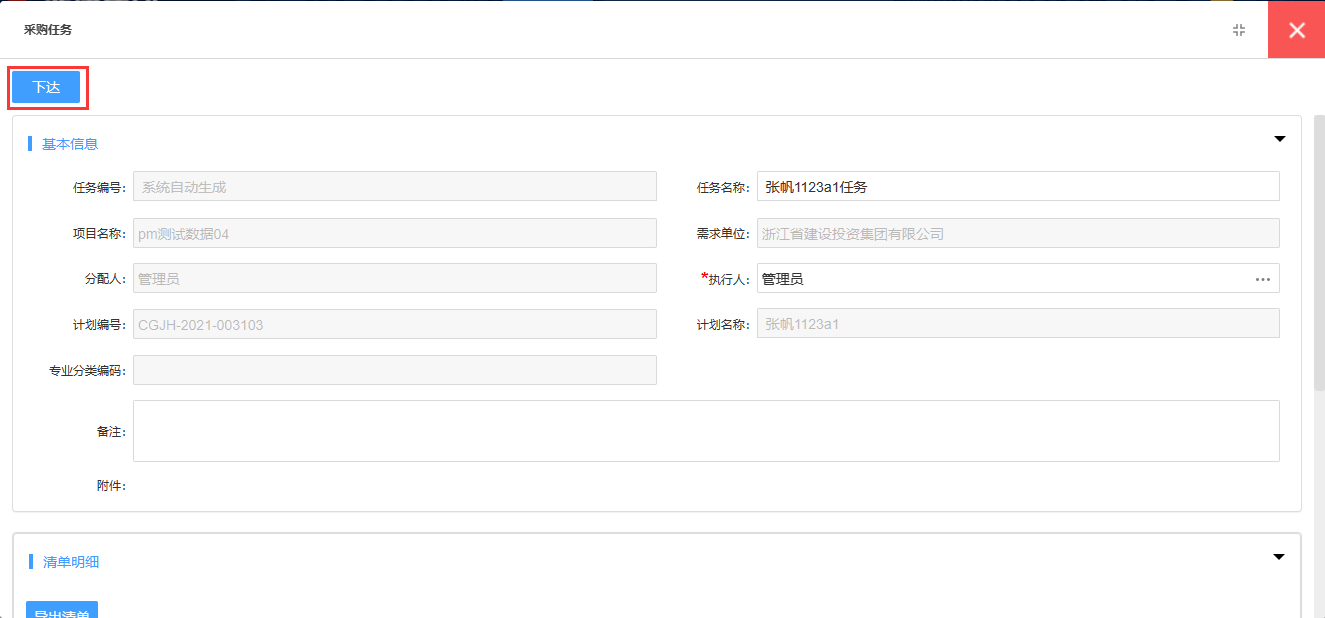 采购任务
下达
基本信息
任务编号: 系统自动生成 任务名称: 张帆1123a1任务
项目名称: pm测试数据04 需求单位: 浙江省建设投资集团有限公司
分配人: 管理员 *执行人: 管理员 ···
计划编号: CGJH-2021-003103 计划名称: 张帆1123a1
专业分类编码:
备注:
附件:
清单明细
导出清单